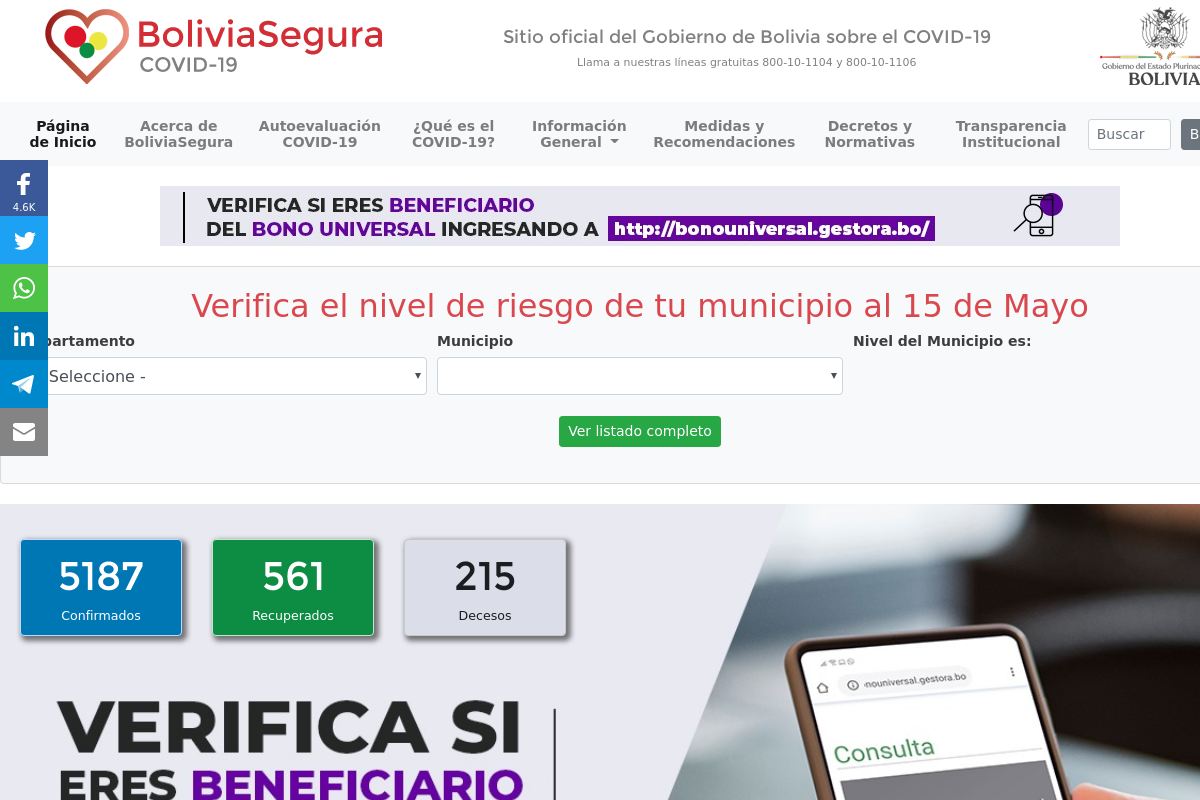 BoliviaSegura
COVID-19
Sitio oficial del Gobierno de Bolivia sobre el COVID-19
Llama a nuestras líneas gratuitas 800-10-1104 y 800-10-1106
Gobierno del Estado
BOLIVIA
Página
de Inicio
Acerca de
BoliviaSegura
Autoevaluación
COVID-19
¿Qué es el
COVID-19?
Información
General
Medidas y
Recomendaciones
Decretos y
Normativas
Transparencia
Institucional
Buscar
B
4.6K
VERIFICA SI ERES BENEFICIARIO
DEL BONO UNIVERSAL INGRESANDO A http://bonouniversal.gestora.bo/
Verifica el nivel de riesgo de tu municipio al 15 de Mayo
partamento
Municipio
Nivel del Municipio es:
Seleccione -
Ver listado completo
5187
Confirmados
561
Recuperados
215
Decesos
VERIFICA SI
ERES BENEFICIARIO
nouniversal.gestora.bo
Consulta